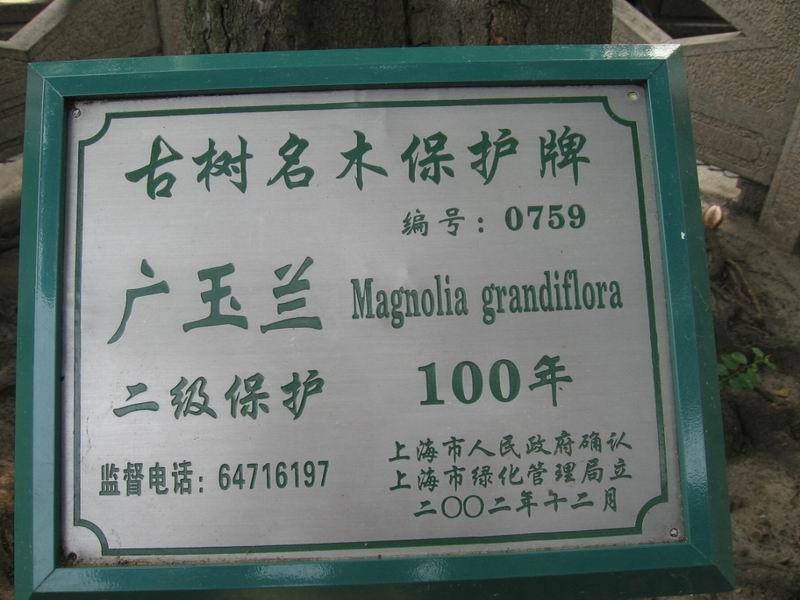 古树名木保护牌
编号：0759
广玉兰 Magnolia grandiflora
二级保护 100年
上海市人民政府确认
监督电话：64716197 上海市绿化管理局立
二〇〇二年十二月